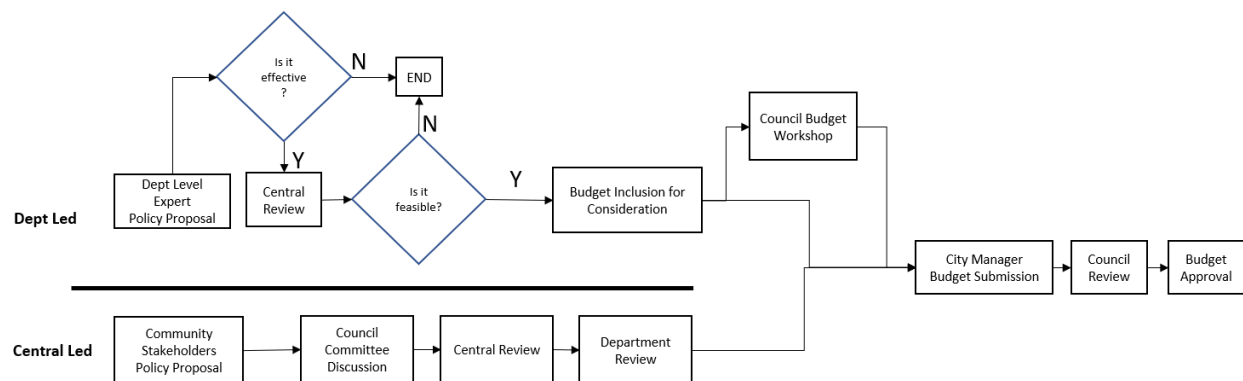 Is it
effective
?
N
END
Y
N
Dept Level
Expert
Policy Proposal
Central
Review
Is it
feasible?
Y
Budget Inclusion for
Consideration
Council Budget
Workshop
Dept Led
City Manager
Budget Submission
Council
Review
Budget
Approval
Central Led
Community
Stakeholders
Policy Proposal
Council
Committee
Discussion
Central Review
Department
Review